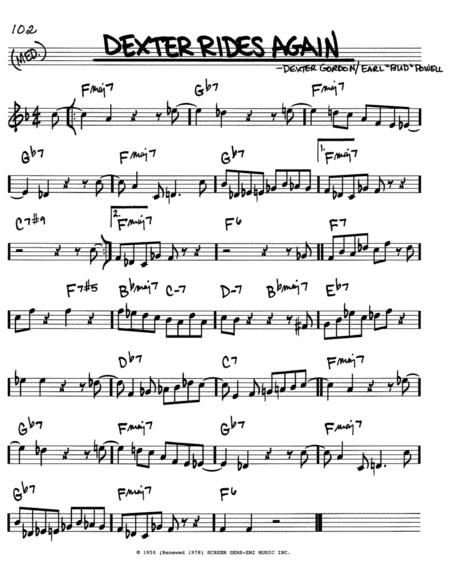 102
(MED.)
DEXTER RIDES AGAIN
- DEXTER GORDON/EARL "BUD" POWELL
Fmaj7 Gb7
Gb7 Fmaj7 Gb7 1. Fmaj7
C7#9 2. Fmaj7 F6 F7
F7#5 Bbmaj7 C-7 D-7 Bbmaj7 Eb7
Db7 C7 Fmaj7
Gb7 Fmaj7 Gb7 Fmaj7
Gb7 Fmaj7 F6
© 1950 (Renewed 1978) SCREEN GEMS-EMI MUSIC INC.